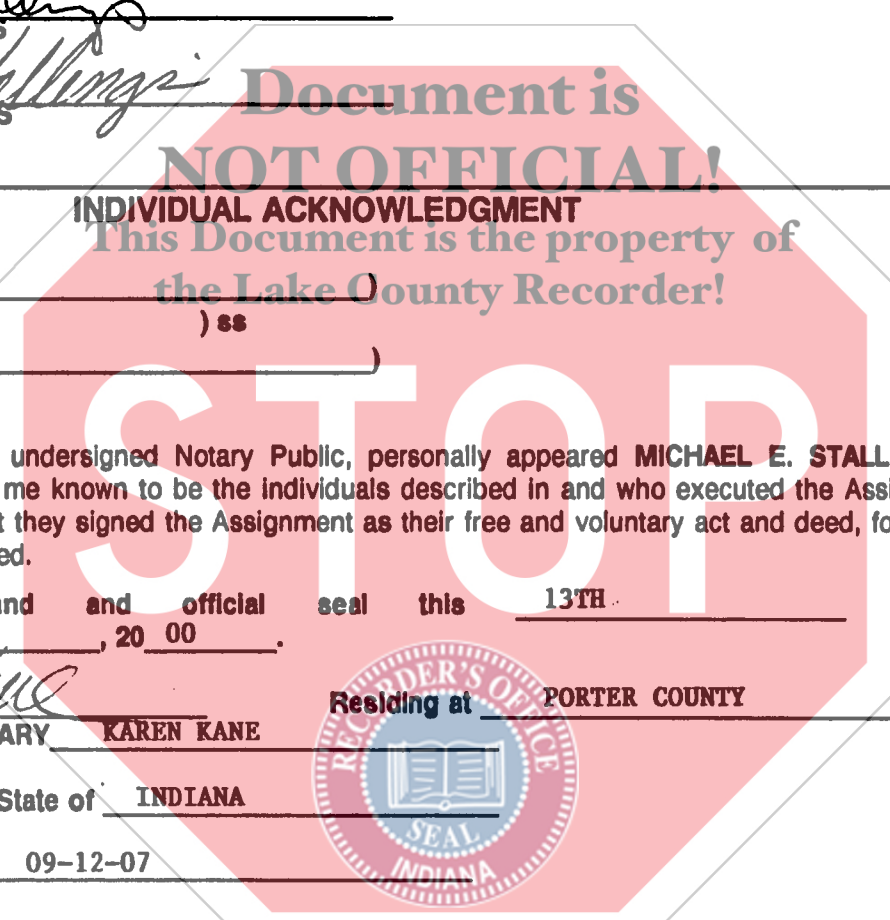 Document is
NOT OFFICIAL!
INDIVIDUAL ACKNOWLEDGMENT
This Document is the property of
the Lake County Recorder!
)
) ss
)
STOP
undersigned Notary Public, personally appeared MICHAEL E. STALL
me known to be the individuals described in and who executed the Assi
t they signed the Assignment as their free and voluntary act and deed, fo
ed.
and and official seal this 13TH
, 20 00 .
Residing at PORTER COUNTY
ARY KAREN KANE
State of INDIANA
09-12-07
RECORDER'S OFFICE
SEAL
INDIANA